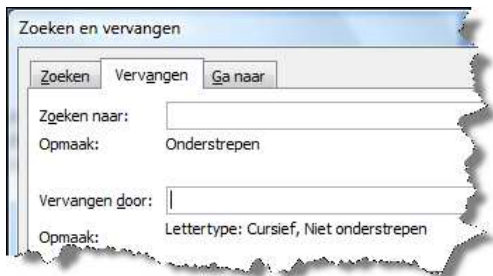 Zoeken en vervangen
Zoeken Vervangen Ga naar
Zoeken naar:
Opmaak: Onderstrepen
Vervangen door:
Opmaak: Lettertype: Cursief, Niet onderstrepen